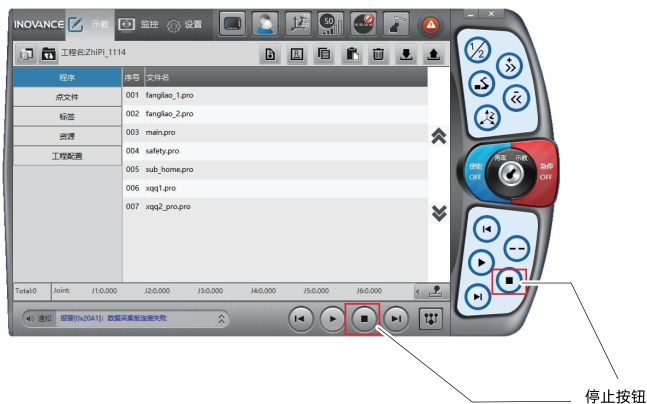 INOVANCE 示教 监控 设置 50
工程名:ZhiPi_1114
程序 序号 文件名
点文件 001 fangliao_1.pro
标签 002 fangliao_2.pro
资源 003 main.pro
工程配置 004 safety.pro
005 sub_home.pro
006 xqq1.pro
007 xqq2_pro.pro
Total:0 Joint: J1:0.000 J2:0.000 J3:0.000 J4:0.000 J5:0.000 J6:0.000
通知 报警[0x20A1]: 数据采集板连接失败
1/2
再现 示教
使能 OFF
急停 OFF
停止按钮